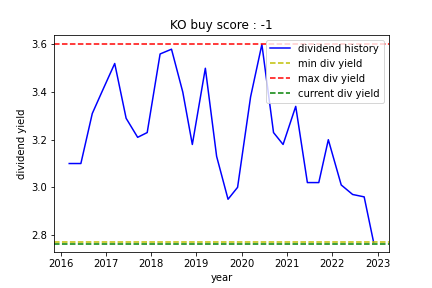 KO buy score : -1
dividend yield
3.6
3.4
3.2
3.0
2.8
dividend history
min div yield
max div yield
current div yield
2016 2017 2018 2019 2020 2021 2022 2023
year